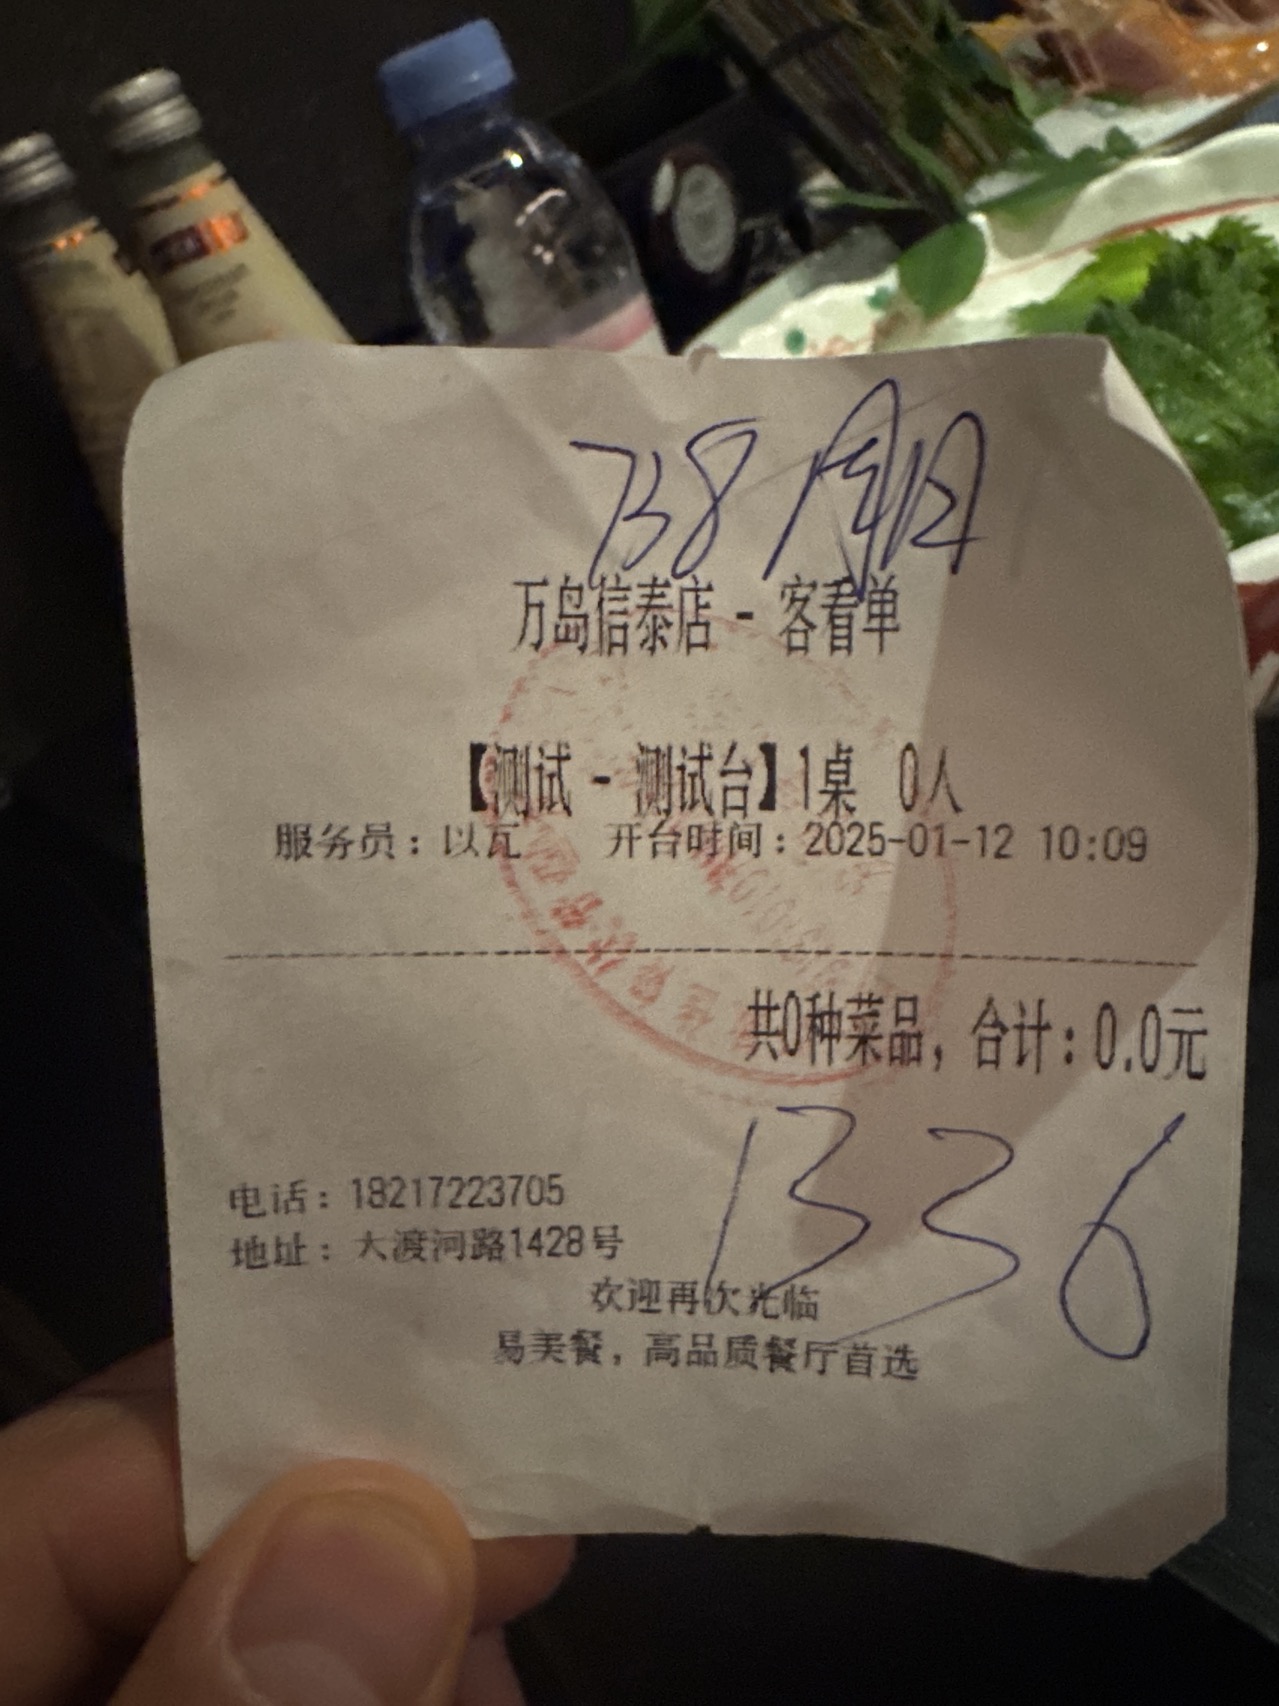 738
万岛信泰店 - 客看单
【测试 - 测试台】1桌 0人
服务员：以瓦 开台时间：2025-01-12 10:09
共0种菜品，合计：0.0元
1336
电话：18217223705
地址：大渡河路1428号
欢迎再次光临
易美餐，高品质餐厅首选